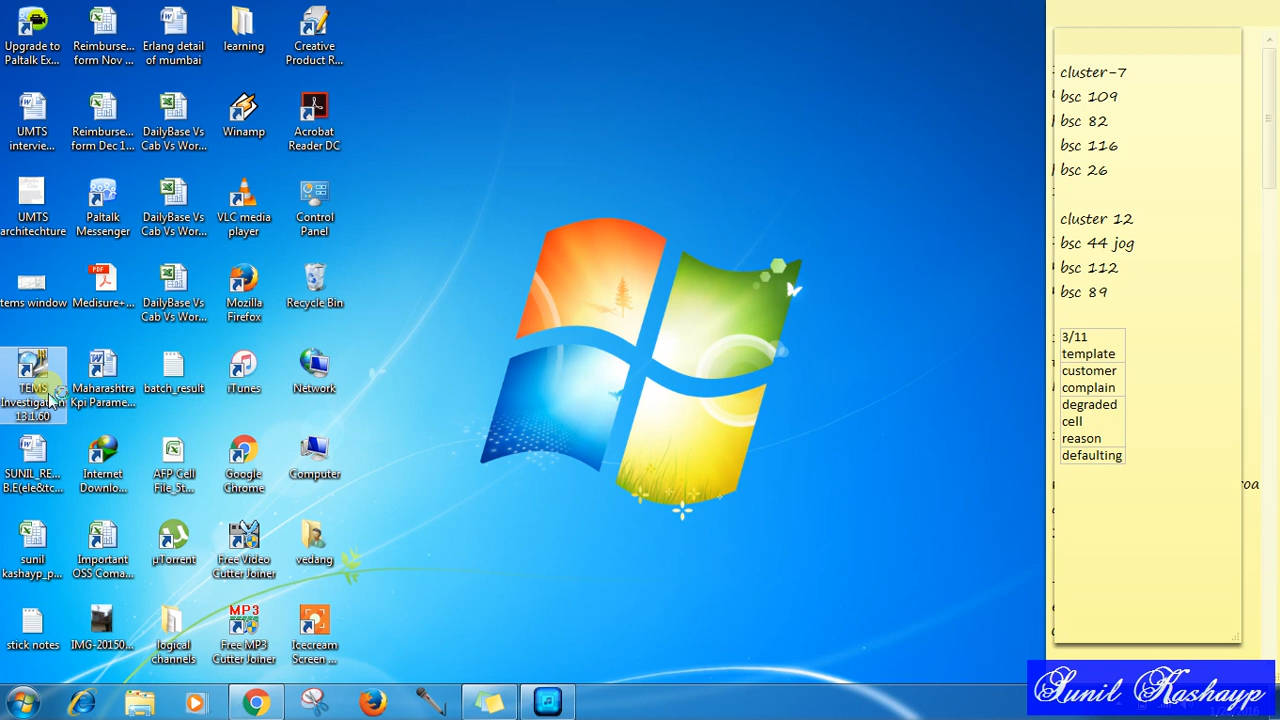 Upgrade to
Paltalk Ex...
Reimburse...
form Nov ...
Erlang detail
of mumbai
learning
Creative
Product R...
UMTS
intervie...
Reimburse...
form Dec 1...
DailyBase Vs
Cab Vs Wor...
Winamp
Acrobat
Reader DC
UMTS
architechture
Paltalk
Messenger
DailyBase Vs
Cab Vs Wor...
VLC media
player
Control
Panel
tems window
PDF
Medisure+...
DailyBase Vs
Cab Vs Wor...
Mozilla
Firefox
Recycle Bin
TEMS
Investigation
13.1.60
Maharashtra
Kpi Parame...
batch_result
iTunes
Network
SUNIL_RE...
B.E(ele&tc...
Internet
Downlo...
AFP Cell
File_5t...
Google
Chrome
Computer
sunil
kashayp_p...
Important
OSS Coma...
µTorrent
Free Video
Cutter Joiner
vedang
stick notes
IMG-20150...
logical
channels
MP3
Free MP3
Cutter Joiner
Icecream
Screen ...
cluster-7
bsc 109
bsc 82
bsc 116
bsc 26
cluster 12
bsc 44 jog
bsc 112
bsc 89
3/11
template
customer
complain
degraded
cell
reason
defaulting
Sunil Kashayp